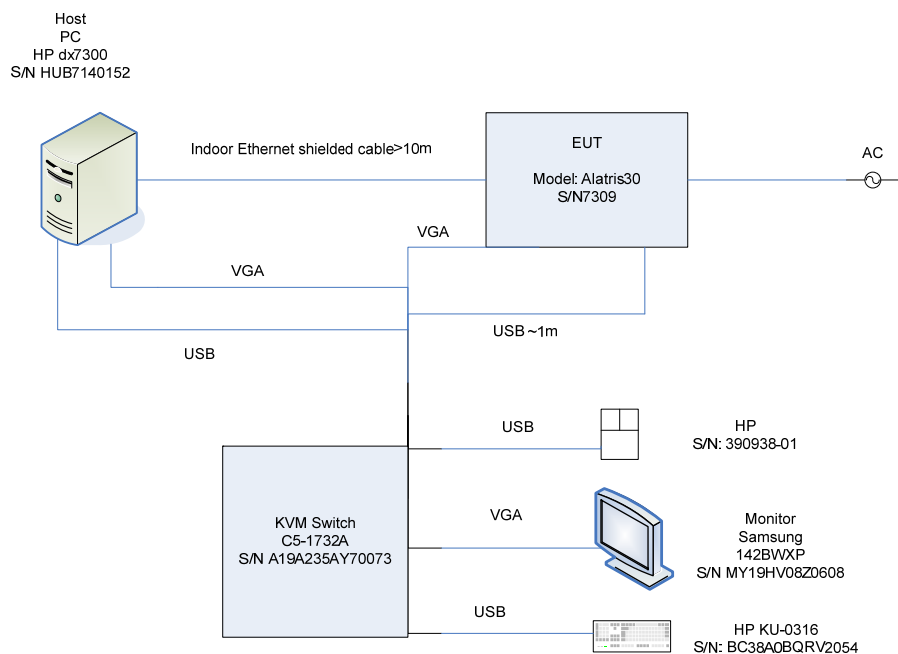 Host
PC
HP dx7300
S/N HUB7140152
Indoor Ethernet shielded cable>10m
EUT
Model: Alatris30
S/N7309
AC
VGA
VGA
USB
USB ~1m
USB
HP
S/N: 390938-01
KVM Switch
C5-1732A
S/N A19A235AY70073
VGA
Monitor
Samsung
142BWXP
S/N MY19HV08Z0608
USB
HP KU-0316
S/N: BC38A0BQRV2054